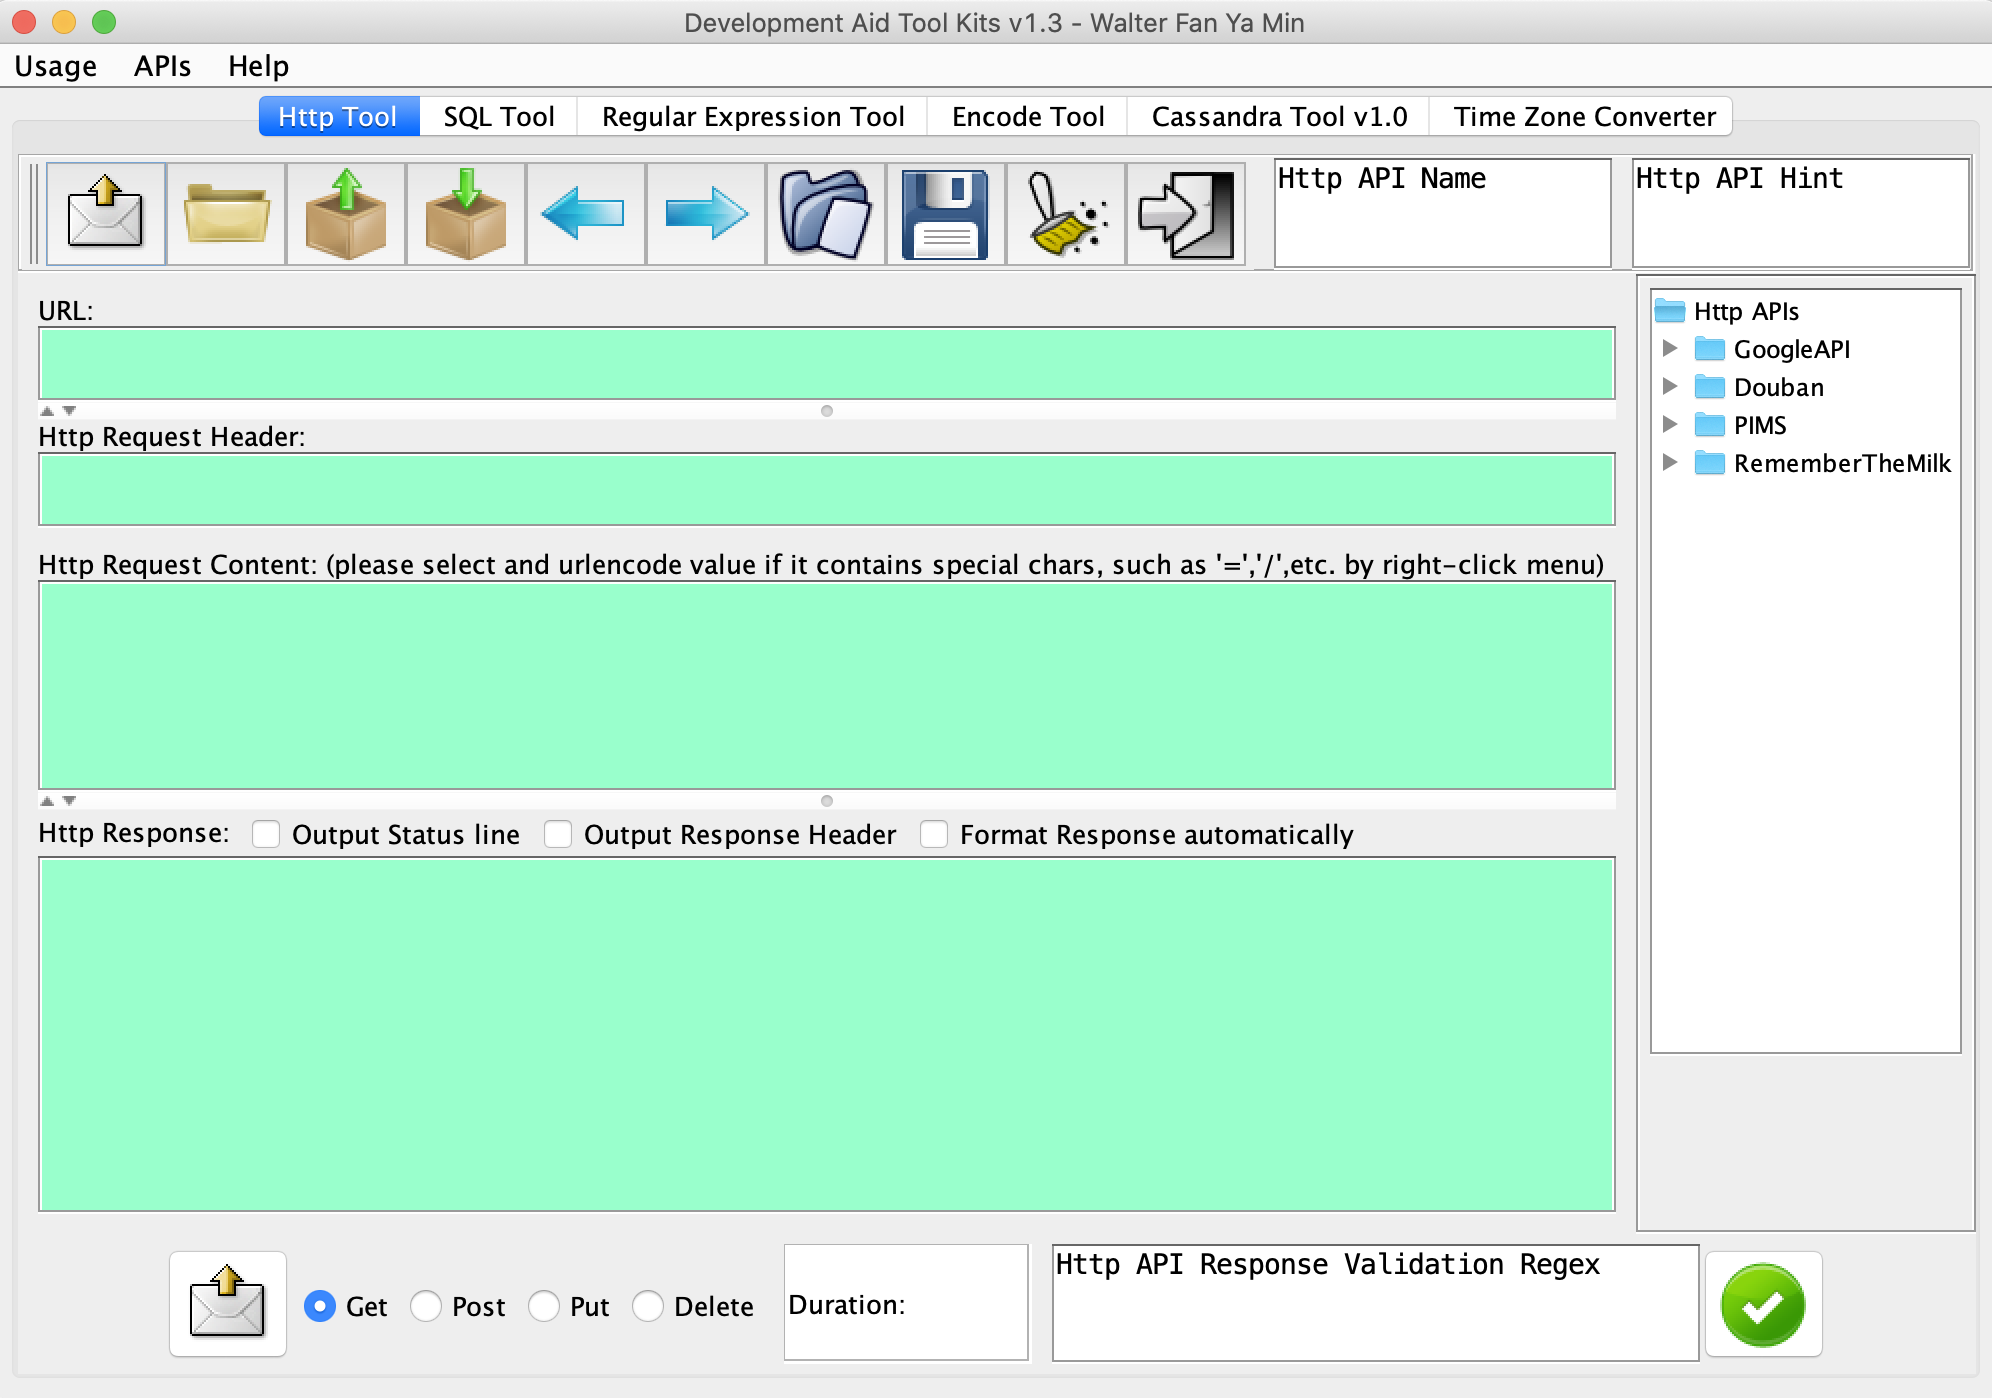 Development Aid Tool Kits v1.3 - Walter Fan Ya Min
Usage APIs Help
Http Tool SQL Tool Regular Expression Tool Encode Tool Cassandra Tool v1.0 Time Zone Converter
Http API Name Http API Hint
URL:
Http APIs
GoogleAPI
Douban
PIMS
RememberTheMilk
Http Request Header:
Http Request Content: (please select and urlencode value if it contains special chars, such as '=','/',etc. by right-click menu)
Http Response: Output Status line Output Response Header Format Response automatically
Get Post Put Delete Duration: Http API Response Validation Regex